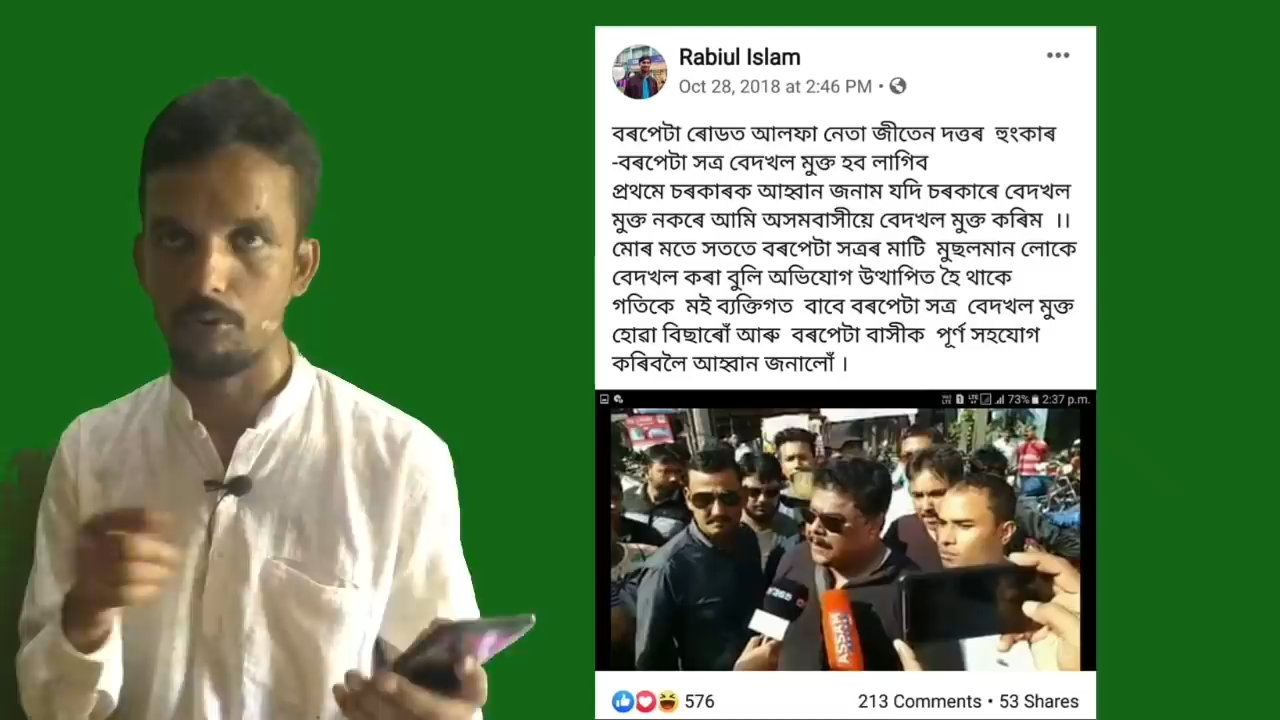 Rabiul Islam
Oct 28, 2018 at 2:46 PM
বৰপেটা ৰোডত আলফা নেতা জীতেন দত্তৰ হুংকাৰ
-বৰপেটা সত্ৰ বেদখল মুক্ত হব লাগিব
প্ৰথমে চৰকাৰক আহ্বান জনাম যদি চৰকাৰে বেদখল
মুক্ত নকৰে আমি অসমবাসীয়ে বেদখল মুক্ত কৰিম ।।
মোৰ মতে সততে বৰপেটা সত্ৰৰ মাটি মুছলমান লোকে
বেদখল কৰা বুলি অভিযোগ উত্থাপিত হৈ থাকে
গতিকে মই ব্যক্তিগত বাবে বৰপেটা সত্ৰ বেদখল মুক্ত
হোৱা বিছাৰোঁ আৰু বৰপেটা বাসীক পূৰ্ণ সহযোগ
কৰিবলৈ আহ্বান জনালোঁ ।
73% 2:37 p.m.
ASSAM
576
213 Comments • 53 Shares